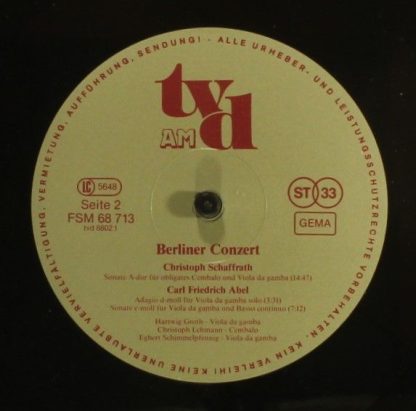 KEINE UNERLAUBTE VERVIELFÄLTIGUNG, VERMIETUNG, AUFFÜHRUNG, SENDUNG! - ALLE URHEBER- UND LEISTUNGSSCHUTZRECHTE VORBEHALTEN. KEIN VERLEIH!
tvd
AM
LC 5648
Seite 2
FSM 68 713
tvd 8802.1
ST 33
GEMA
Berliner Conzert
Christoph Schaffrath
Sonate A-dur für obligates Cembalo und Viola da gamba (14:47)
Carl Friedrich Abel
Adagio d-moll für Viola da gamba solo (3:31)
Sonate e-moll für Viola da gamba und Basso continuo (7:12)
Hartwig Groth - Viola da gamba
Christoph Lehmann - Cembalo
Egbert Schimmelpfennig - Viola da gamba